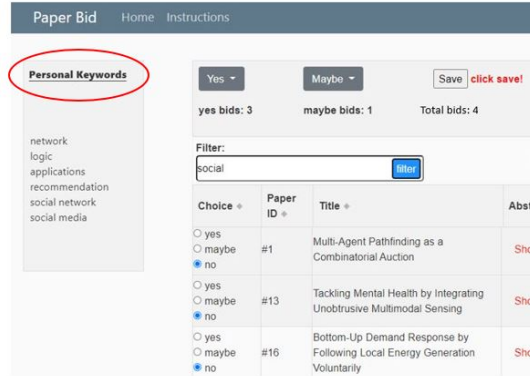 Paper Bid Home Instructions
Personal Keywords
network
logic
applications
recommendation
social network
social media
Yes Maybe Save click save!
yes bids: 3 maybe bids: 1 Total bids: 4
Filter:
social filter
Choice Paper ID Title Abst
yes
maybe
no
#1
Multi-Agent Pathfinding as a
Combinatorial Auction
Sho
yes
maybe
no
#13
Tackling Mental Health by Integrating
Unobtrusive Multimodal Sensing
Sho
yes
maybe
no
#16
Bottom-Up Demand Response by
Following Local Energy Generation
Voluntarily
Sho